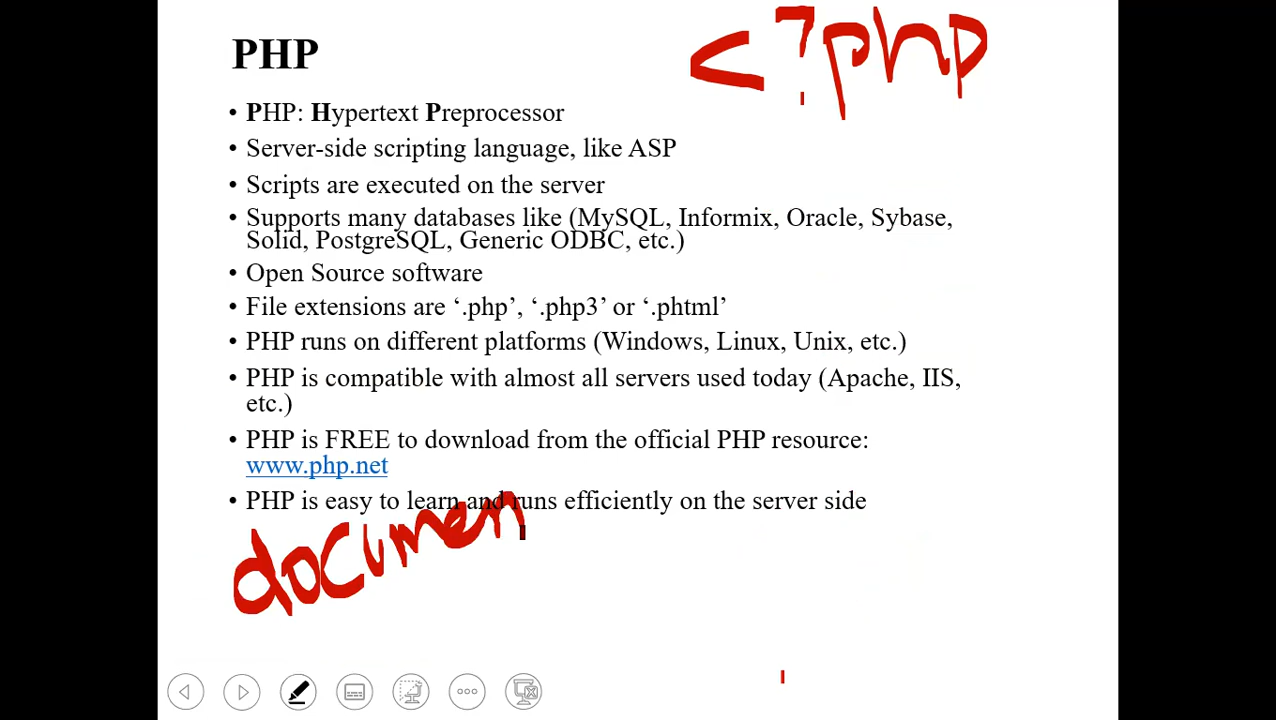 <?php
PHP
• PHP: Hypertext Preprocessor
• Server-side scripting language, like ASP
• Scripts are executed on the server
• Supports many databases like (MySQL, Informix, Oracle, Sybase,
Solid, PostgreSQL, Generic ODBC, etc.)
• Open Source software
• File extensions are ‘.php’, ‘.php3’ or ‘.phtml’
• PHP runs on different platforms (Windows, Linux, Unix, etc.)
• PHP is compatible with almost all servers used today (Apache, IIS,
etc.)
• PHP is FREE to download from the official PHP resource:
www.php.net
• PHP is easy to learn and runs efficiently on the server side
documen